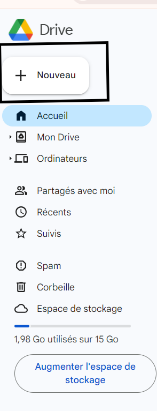 Drive
Nouveau
Accueil
Mon Drive
Ordinateurs
Partagés avec moi
Récents
Suivis
Spam
Corbeille
Espace de stockage
1,98 Go utilisés sur 15 Go
Augmenter l'espace de
stockage